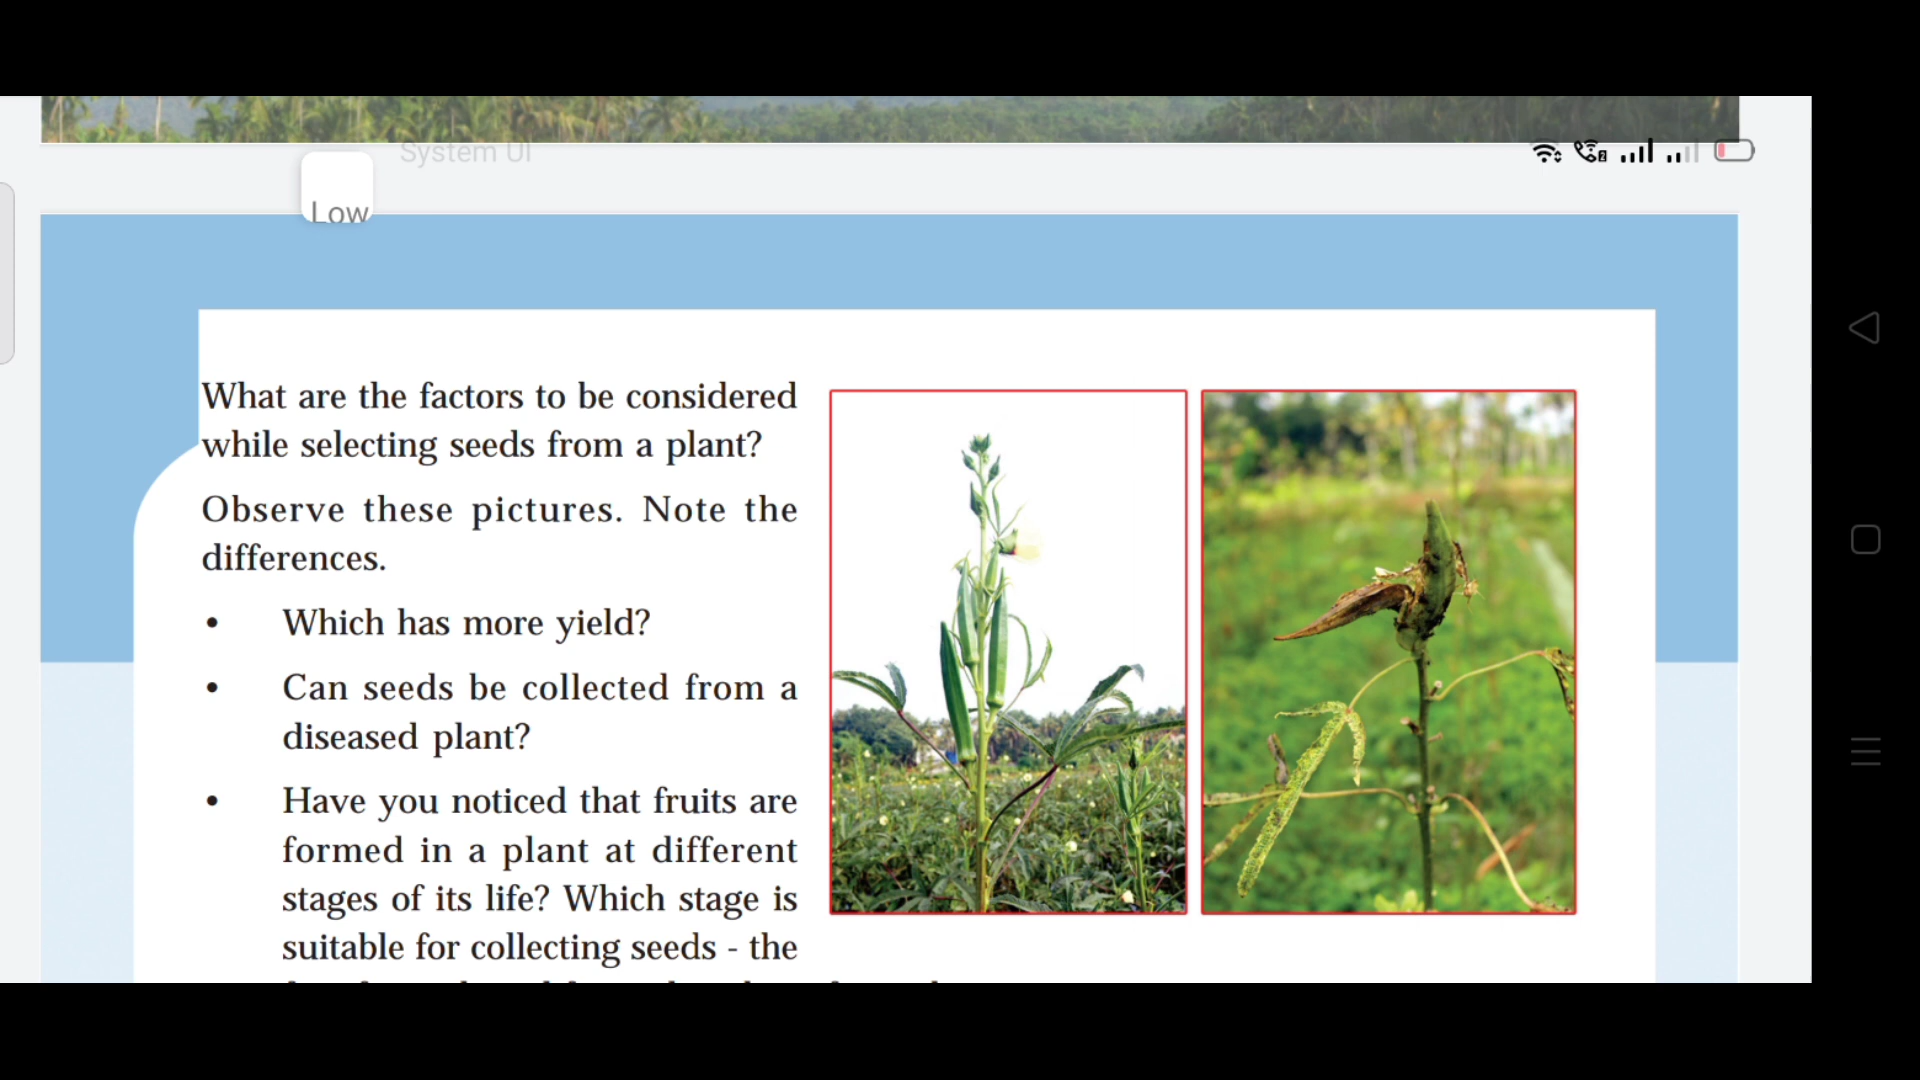 System UI
Low
What are the factors to be considered
while selecting seeds from a plant?
Observe these pictures. Note the
differences.
• Which has more yield?
• Can seeds be collected from a
diseased plant?
• Have you noticed that fruits are
formed in a plant at different
stages of its life? Which stage is
suitable for collecting seeds - the